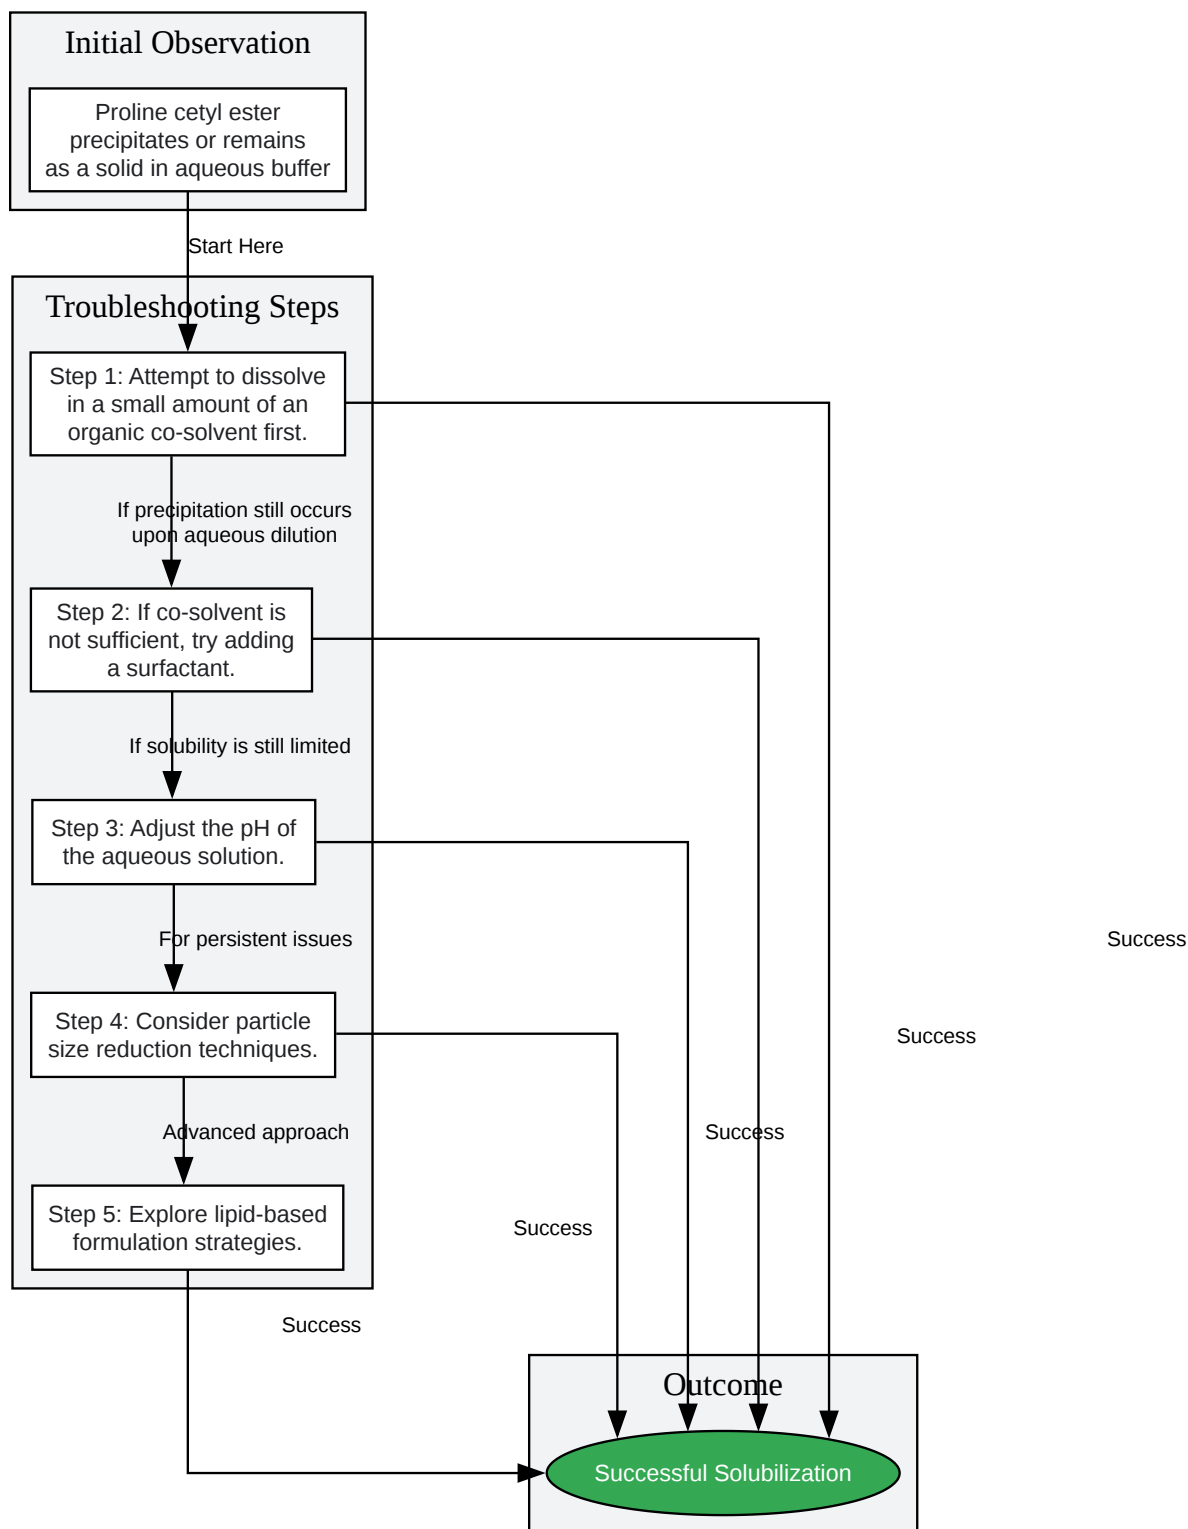 Initial Observation
Proline cetyl ester
precipitates or remains
as a solid in aqueous buffer
Start Here
Troubleshooting Steps
Step 1: Attempt to dissolve
in a small amount of an
organic co-solvent first.
If precipitation still occurs
upon aqueous dilution
Step 2: If co-solvent is
not sufficient, try adding
a surfactant.
If solubility is still limited
Step 3: Adjust the pH of
the aqueous solution.
For persistent issues
Success
Step 4: Consider particle
size reduction techniques.
Success
Advanced approach
Success
Step 5: Explore lipid-based
formulation strategies.
Success
Success
Outcome
Successful Solubilization